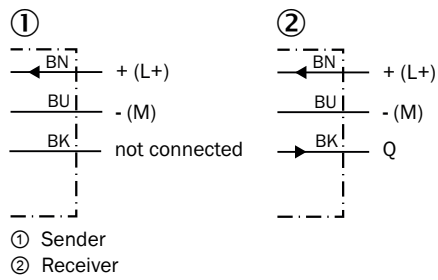 ① ②
BN + (L+) BN + (L+)
BU - (M) BU - (M)
BK not connected BK Q
① Sender
② Receiver